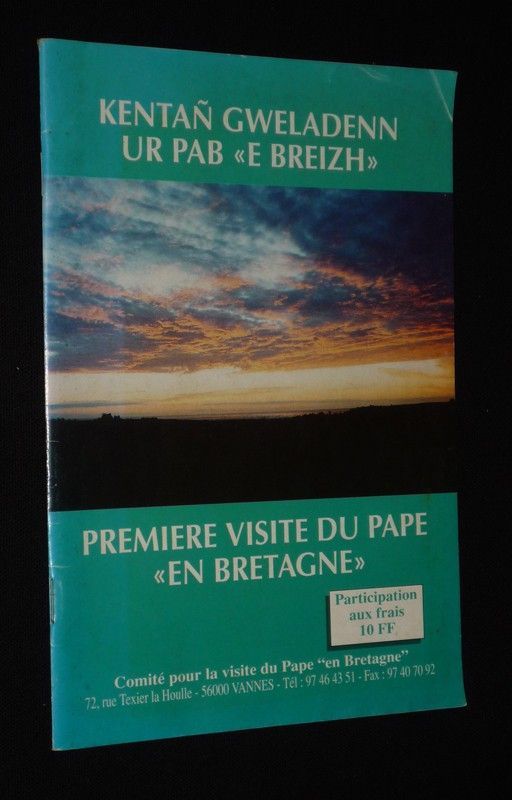 KENTAÑ GWELADENN
UR PAB «E BREIZH»
PREMIERE VISITE DU PAPE
«EN BRETAGNE»
Participation
aux frais
10 FF
Comité pour la visite du Pape "en Bretagne"
72, rue Texier la Houlle - 56000 VANNES - Tél : 97 46 43 51 - Fax : 97 40 70 92